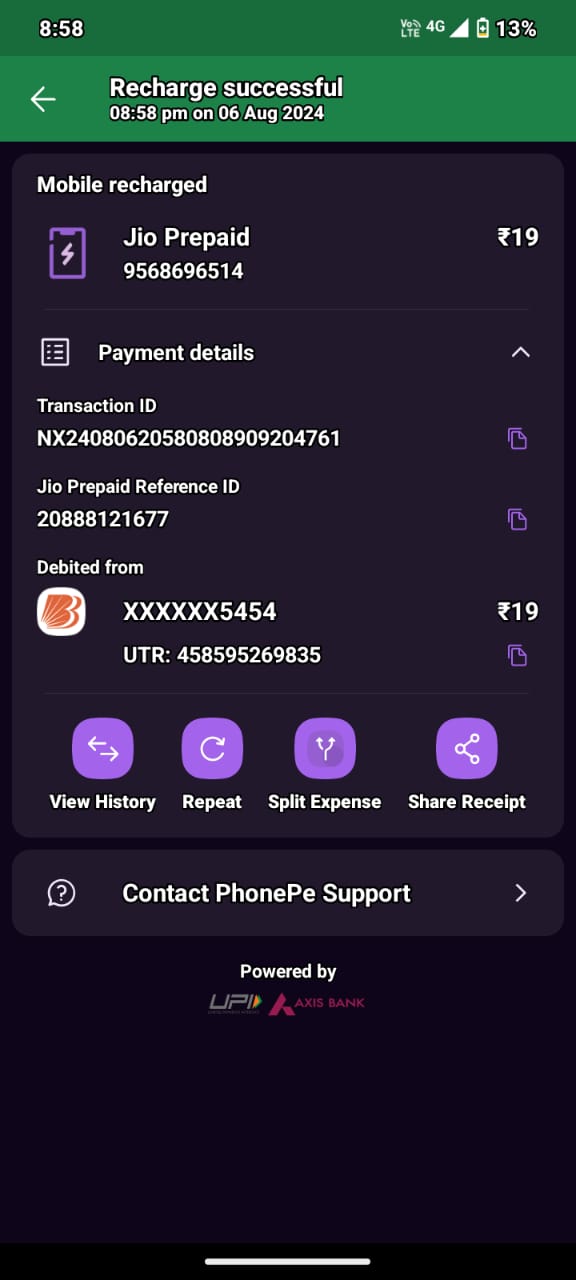 8:58
Vo)) LTE 4G 13%
Recharge successful
08:58 pm on 06 Aug 2024
Mobile recharged
Jio Prepaid ₹19
9568696514
Payment details
Transaction ID
NX24080620580808909204761
Jio Prepaid Reference ID
20888121677
Debited from
XXXXXX5454 ₹19
UTR: 458595269835
View History Repeat Split Expense Share Receipt
Contact PhonePe Support
Powered by
UPI AXIS BANK